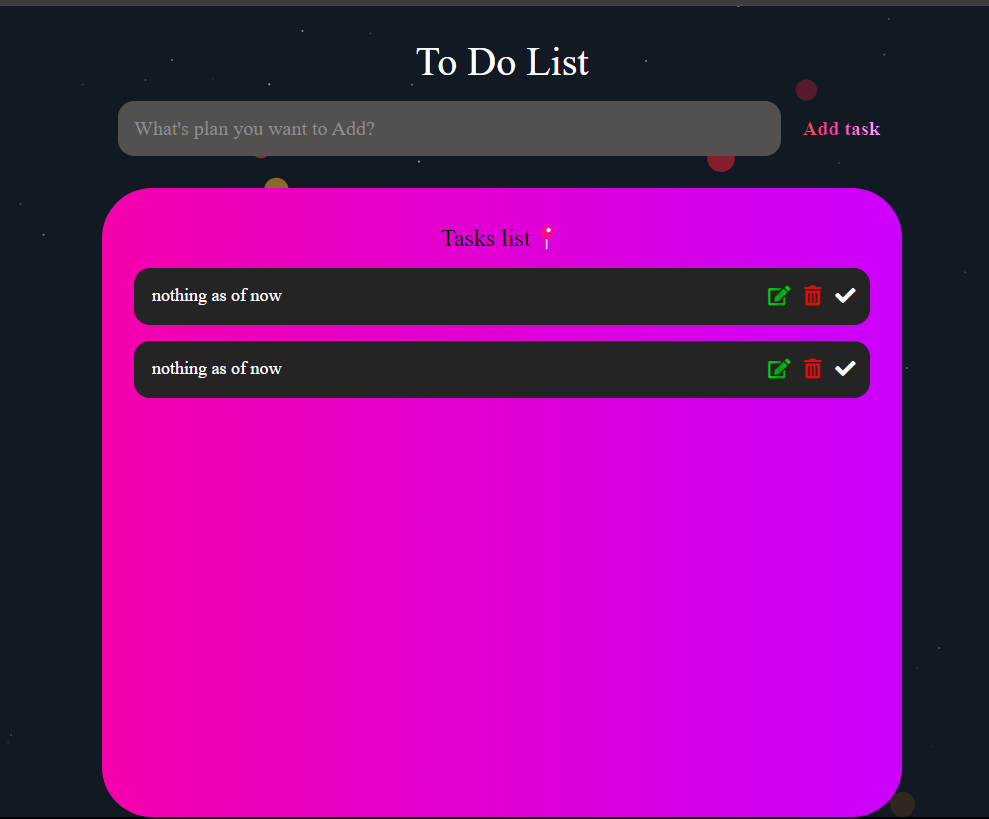 To Do List
What's plan you want to Add?
Add task
Tasks list 📍
nothing as of now
nothing as of now